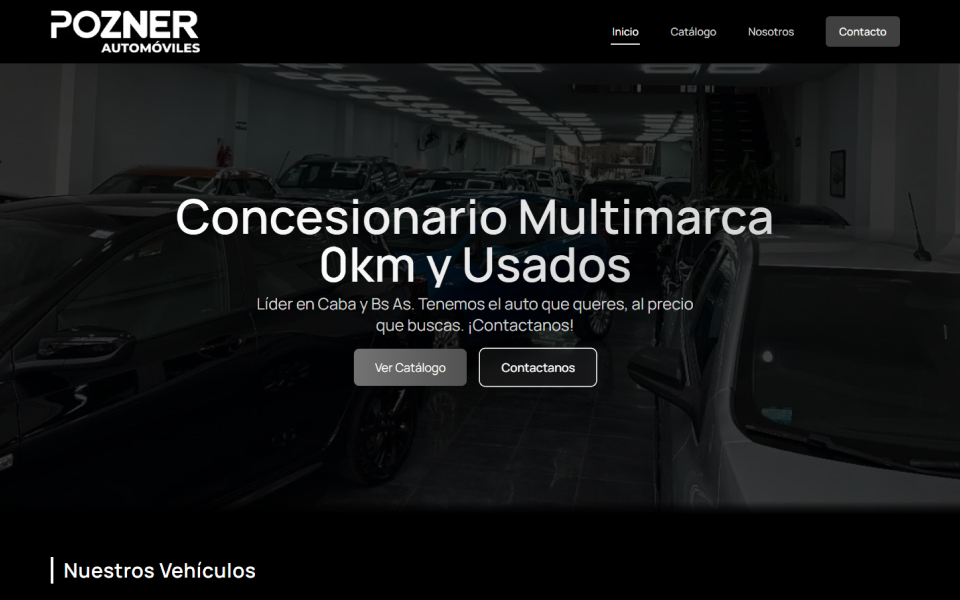 POZNER
AUTOMÓVILES
Inicio
Catálogo
Nosotros
Contacto
Concesionario Multimarca
0km y Usados
Líder en Caba y Bs As. Tenemos el auto que queres, al precio
que buscas. ¡Contactanos!
Ver Catálogo
Contactanos
Nuestros Vehículos